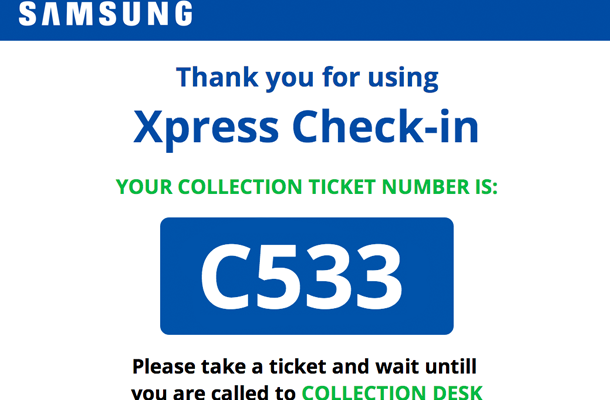 SAMSUNG
Thank you for using
Xpress Check-in
YOUR COLLECTION TICKET NUMBER IS:
C533
Please take a ticket and wait untill
you are called to COLLECTION DESK